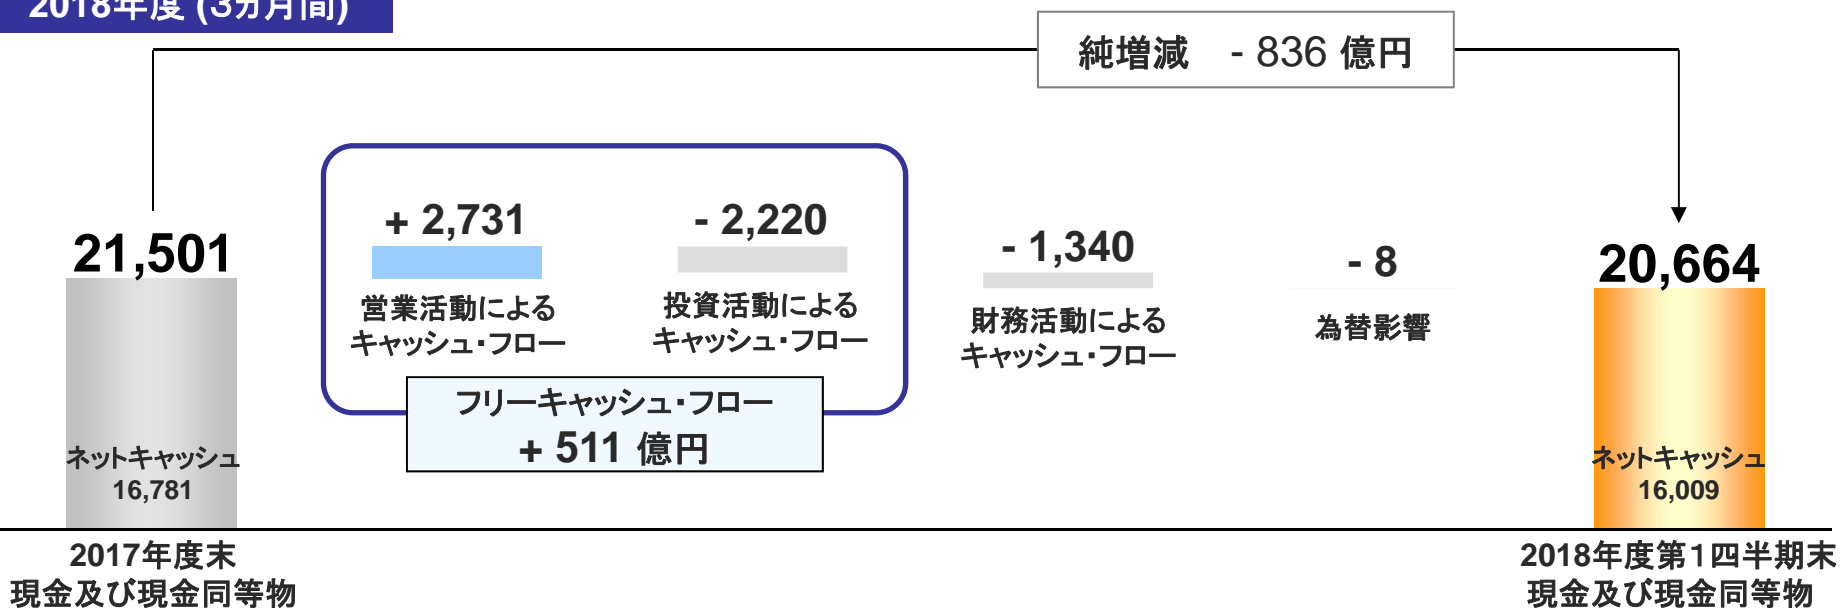 2018年度 (3ヵ月間)
純増減 - 836 億円
21,501
+ 2,731
営業活動による
キャッシュ・フロー
- 2,220
投資活動による
キャッシュ・フロー
フリーキャッシュ・フロー
+ 511 億円
- 1,340
財務活動による
キャッシュ・フロー
- 8
為替影響
20,664
ネットキャッシュ
16,781
ネットキャッシュ
16,009
2017年度末
現金及び現金同等物
2018年度第1四半期末
現金及び現金同等物